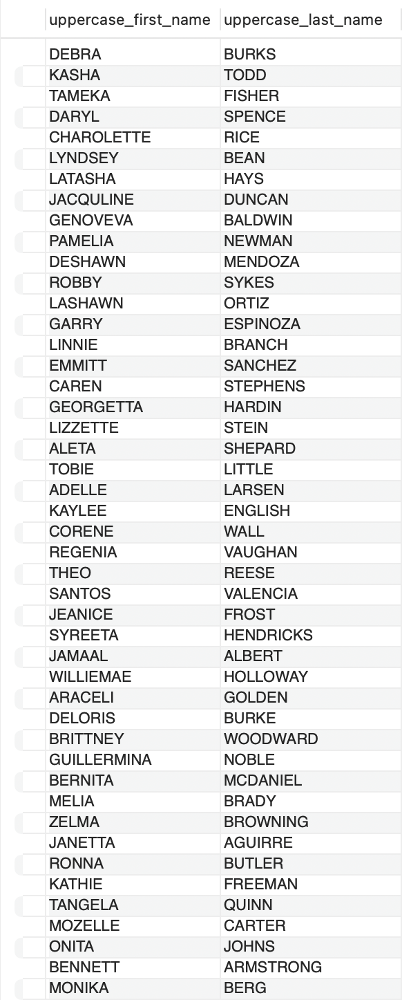 uppercase_first_name uppercase_last_name
DEBRA BURKS
KASHA TODD
TAMEKA FISHER
DARYL SPENCE
CHAROLETTE RICE
LYNDSEY BEAN
LATASHA HAYS
JACQULINE DUNCAN
GENOVEVA BALDWIN
PAMELIA NEWMAN
DESHAWN MENDOZA
ROBBY SYKES
LASHAWN ORTIZ
GARRY ESPINOZA
LINNIE BRANCH
EMMITT SANCHEZ
CAREN STEPHENS
GEORGETTA HARDIN
LIZZETTE STEIN
ALETA SHEPARD
TOBIE LITTLE
ADELLE LARSEN
KAYLEE ENGLISH
CORENE WALL
REGENIA VAUGHAN
THEO REESE
SANTOS VALENCIA
JEANICE FROST
SYREETA HENDRICKS
JAMAAL ALBERT
WILLIEMAE HOLLOWAY
ARACELI GOLDEN
DELORIS BURKE
BRITTNEY WOODWARD
GUILLERMINA NOBLE
BERNITA MCDANIEL
MELIA BRADY
ZELMA BROWNING
JANETTA AGUIRRE
RONNA BUTLER
KATHIE FREEMAN
TANGELA QUINN
MOZELLE CARTER
ONITA JOHNS
BENNETT ARMSTRONG
MONIKA BERG